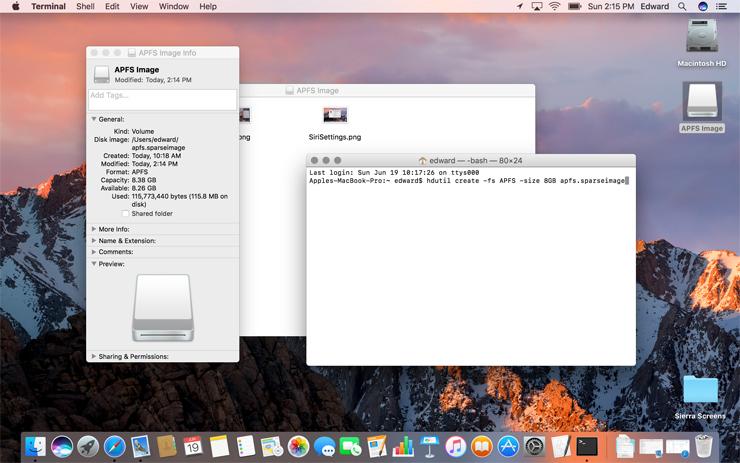 Terminal Shell Edit View Window Help Sun 2:15 PM Edward
Macintosh HD
APFS Image
APFS Image Info
APFS Image
Modified: Today, 2:14 PM
Add Tags…
General:
Kind: Volume
Disk image: /Users/edward/
apfs.sparseimage
Created: Today, 10:18 AM
Modified: Today, 2:14 PM
Format: APFS
Capacity: 8.38 GB
Available: 8.26 GB
Used: 115,773,440 bytes (115.8 MB on
disk)
Shared folder
More Info:
Name & Extension:
Comments:
Preview:
Sharing & Permissions:
APFS Image
ong
SiriSettings.png
edward — -bash — 80×24
Last login: Sun Jun 19 10:17:26 on ttys000
Apples-MacBook-Pro:~ edward$ hdutil create -fs APFS -size 8GB apfs.sparseimage
Sierra Screens
19